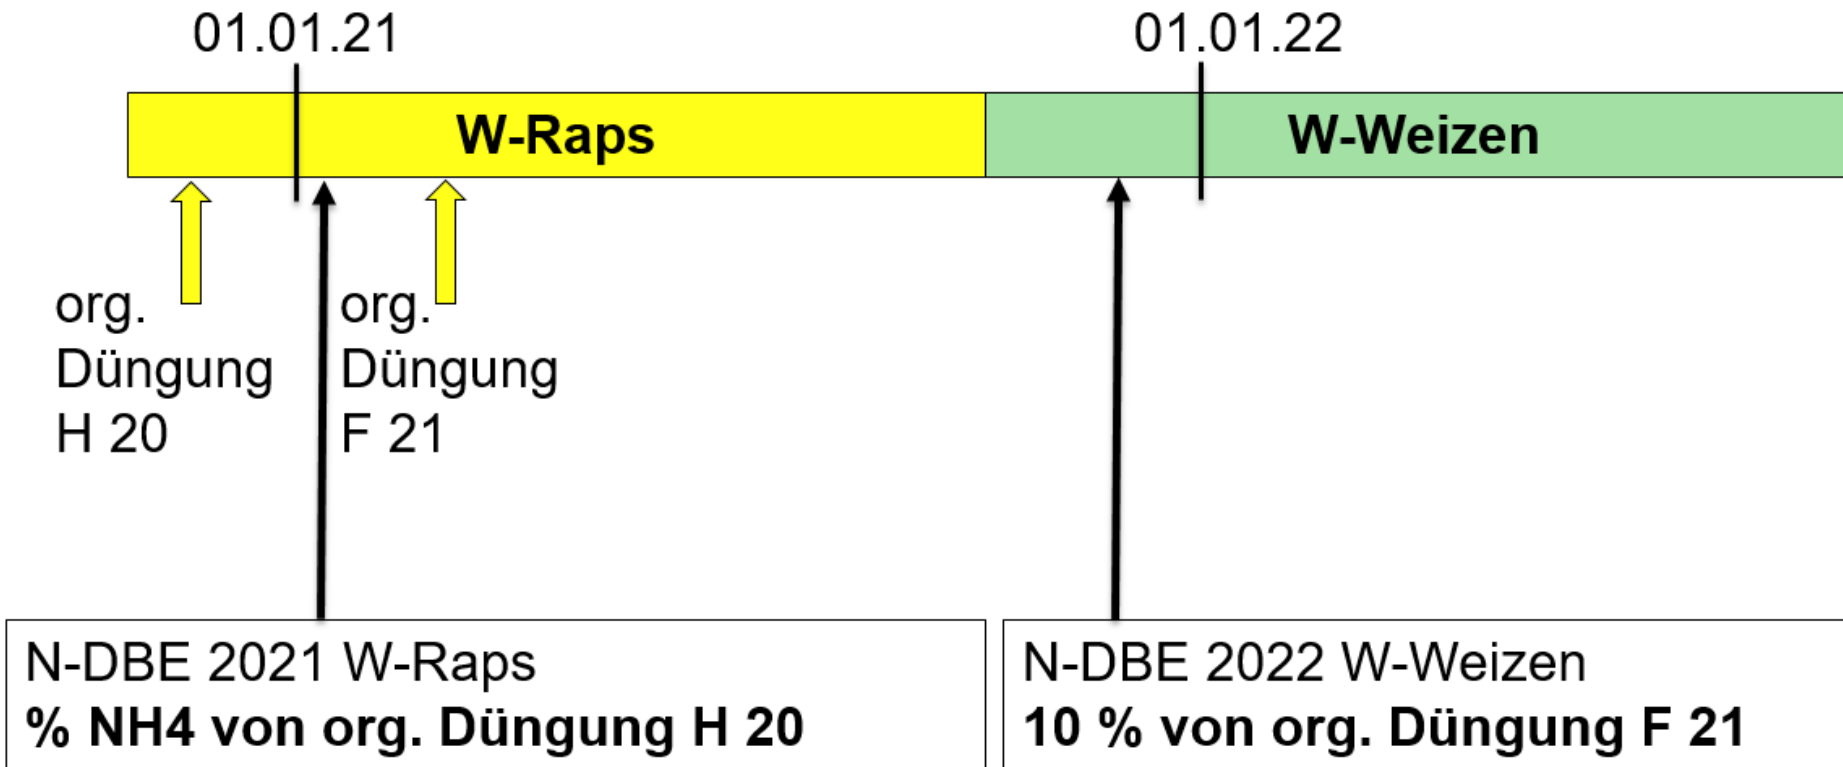 01.01.21
01.01.22
W-Raps
W-Weizen
org.
Düngung
H 20
org.
Düngung
F 21
N-DBE 2021 W-Raps
% NH4 von org. Düngung H 20
N-DBE 2022 W-Weizen
10 % von org. Düngung F 21